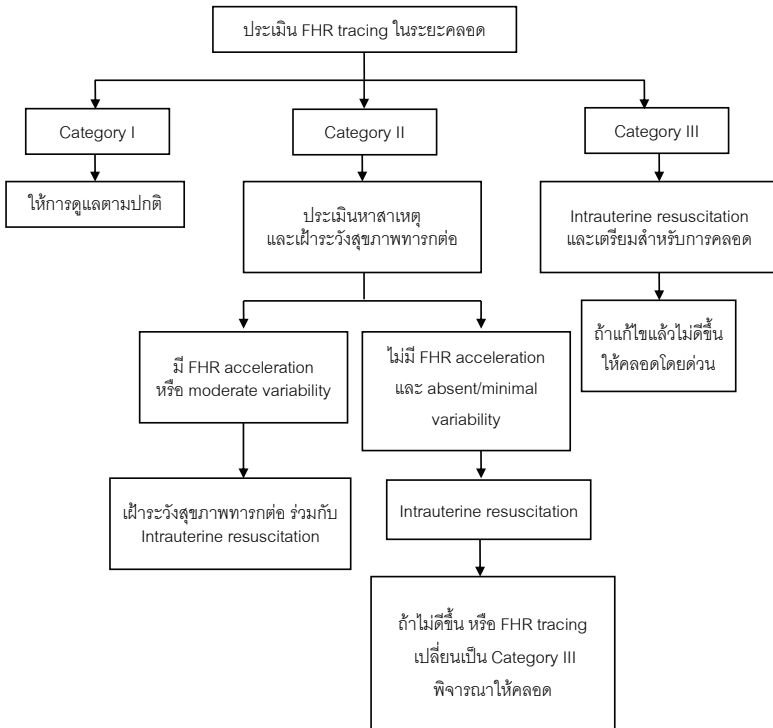 ประเมิน FHR tracing ในระยะคลอด
Category I
Category II
Category III
ให้การดูแลตามปกติ
ประเมินหาสาเหตุ
และเฝ้าระวังสุขภาพทารกต่อ
Intrauterine resuscitation
และเตรียมสำหรับการคลอด
มี FHR acceleration
หรือ moderate variability
ไม่มี FHR acceleration
และ absent/minimal
variability
ถ้าแก้ไขแล้วไม่ดีขึ้น
ให้คลอดโดยด่วน
เฝ้าระวังสุขภาพทารกต่อ ร่วมกับ
Intrauterine resuscitation
Intrauterine resuscitation
ถ้าไม่ดีขึ้น หรือ FHR tracing
เปลี่ยนเป็น Category III
พิจารณาให้คลอด